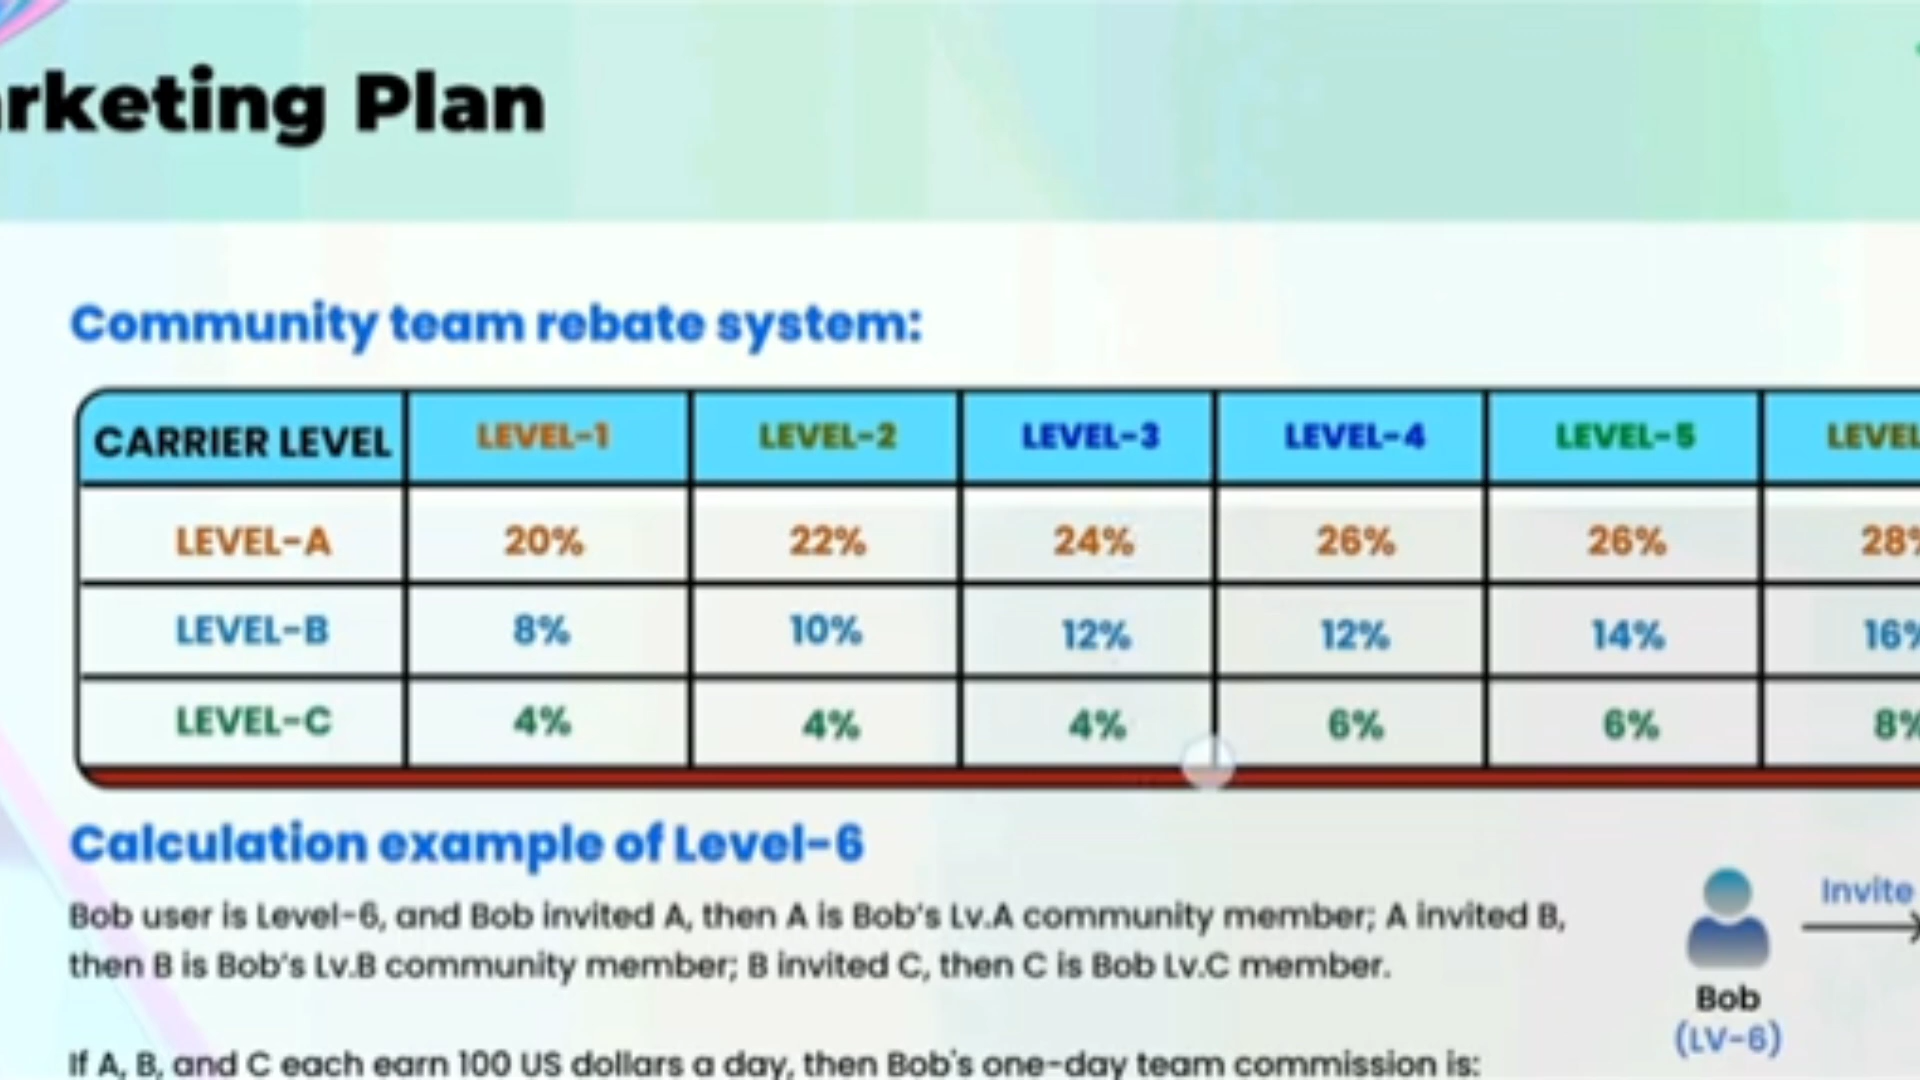 rketing Plan
Community team rebate system:
CARRIER LEVEL LEVEL-1 LEVEL-2 LEVEL-3 LEVEL-4 LEVEL-5 LEVEL
LEVEL-A 20% 22% 24% 26% 26% 28%
LEVEL-B 8% 10% 12% 12% 14% 16%
LEVEL-C 4% 4% 4% 6% 6% 8%
Calculation example of Level-6
Bob user is Level-6, and Bob invited A, then A is Bob's Lv.A community member; A invited B,
then B is Bob's Lv.B community member; B invited C, then C is Bob Lv.C member.
If A, B, and C each earn 100 US dollars a day, then Bob's one-day team commission is:
Invite
Bob
(LV-6)